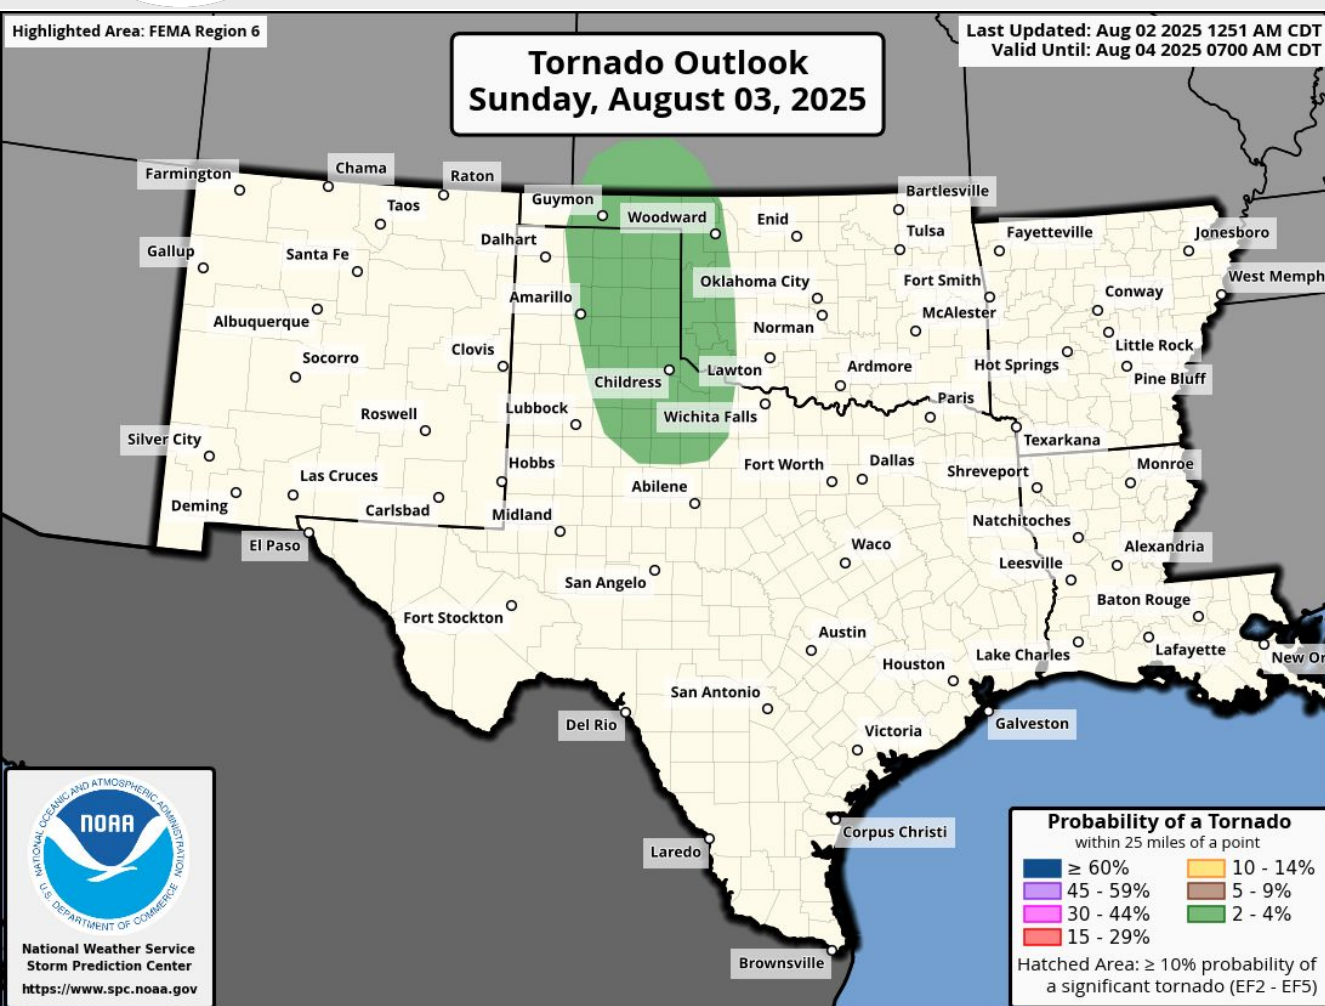 Highlighted Area: FEMA Region 6
Last Updated: Aug 02 2025 1251 AM CDT
Valid Until: Aug 04 2025 0700 AM CDT
Tornado Outlook
Sunday, August 03, 2025
Farmington
Chama
Raton
Taos
Guymon
Woodward
Enid
Bartlesville
Tulsa
Fayetteville
Jonesboro
Gallup
Santa Fe
Dalhart
Oklahoma City
Fort Smith
West Memph
Amarillo
Conway
Albuquerque
Norman
McAlester
Clovis
Little Rock
Socorro
Childress
Lawton
Ardmore
Hot Springs
Pine Bluff
Roswell
Lubbock
Wichita Falls
Paris
Silver City
Texarkana
Hobbs
Fort Worth
Dallas
Shreveport
Monroe
Las Cruces
Abilene
Deming
Carlsbad
Midland
Natchitoches
El Paso
Waco
Alexandria
Leesville
San Angelo
Baton Rouge
Fort Stockton
Austin
Houston
Lake Charles
Lafayette
New Or
San Antonio
Del Rio
Victoria
Galveston
Corpus Christi
Laredo
Brownsville
NATIONAL OCEANIC AND ATMOSPHERIC ADMINISTRATION
NOAA
U.S. DEPARTMENT OF COMMERCE
National Weather Service
Storm Prediction Center
https://www.spc.noaa.gov
Probability of a Tornado
within 25 miles of a point
≥ 60%
10 - 14%
45 - 59%
5 - 9%
30 - 44%
2 - 4%
15 - 29%
Hatched Area: ≥ 10% probability of
a significant tornado (EF2 - EF5)